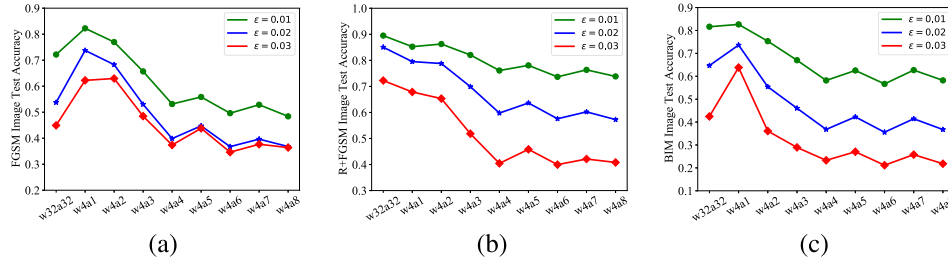 0.9
0.8
0.7
0.6
0.5
0.4
0.3
0.2
FGSM Image Test Accuracy
ε = 0.01
ε = 0.02
ε = 0.03
w32a32 w4a1 w4a2 w4a3 w4a4 w4a5 w4a6 w4a7 w4a8
(a)
1.0
0.9
0.8
0.7
0.6
0.5
0.4
0.3
R+FGSM Image Test Accuracy
ε = 0.01
ε = 0.02
ε = 0.03
w32a32 w4a1 w4a2 w4a3 w4a4 w4a5 w4a6 w4a7 w4a8
(b)
0.9
0.8
0.7
0.6
0.5
0.4
0.3
0.2
0.1
BIM Image Test Accuracy
ε = 0.01
ε = 0.02
ε = 0.03
w32a32 w4a1 w4a2 w4a3 w4a4 w4a5 w4a6 w4a7
(c)